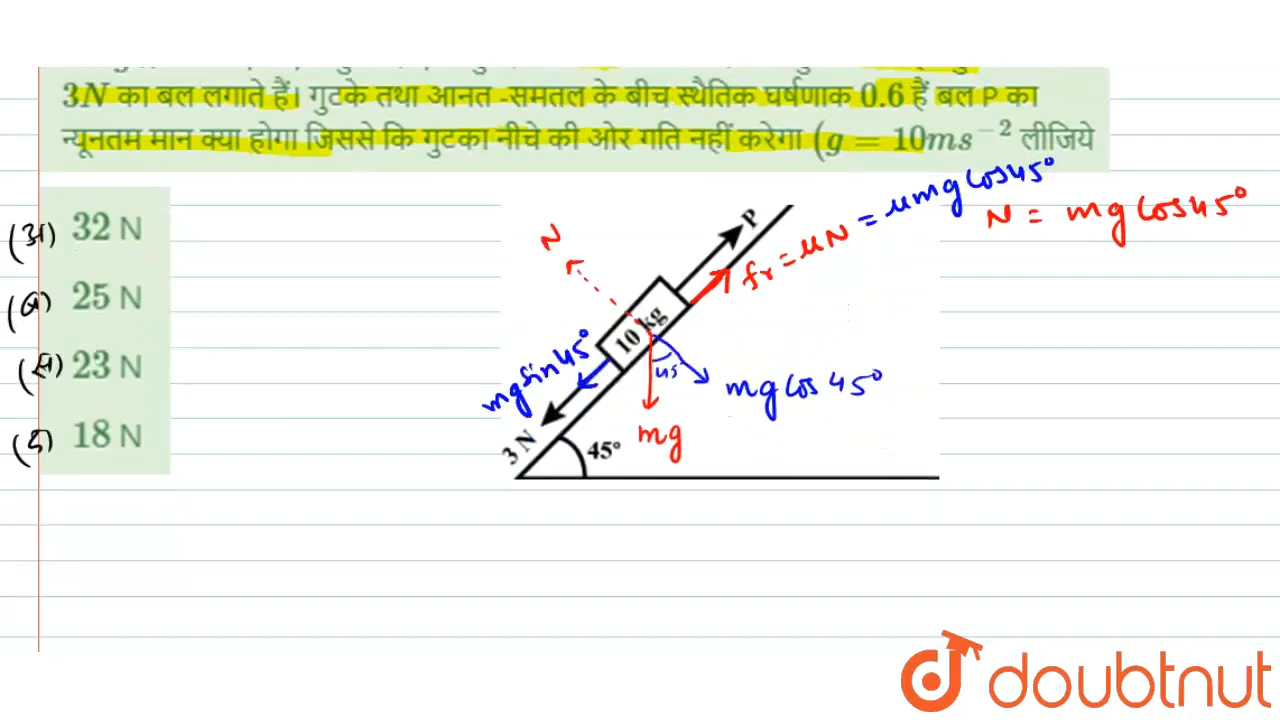 3N का बल लगाते हैं। गुटके तथा आनत -समतल के बीच स्थैतिक घर्षणाक 0.6 हैं बल P का
न्यूनतम मान क्या होगा जिससे कि गुटका नीचे की ओर गति नहीं करेगा (g = 10ms⁻² लीजिये
(अ) 32 N
(ब) 25 N
(स) 23 N
(द) 18 N
P
N
fr = μN = μmg cos45°
N = mg cos45°
10 kg
mg sin45°
45
mg cos 45°
mg
3 N
45°
doubtnut